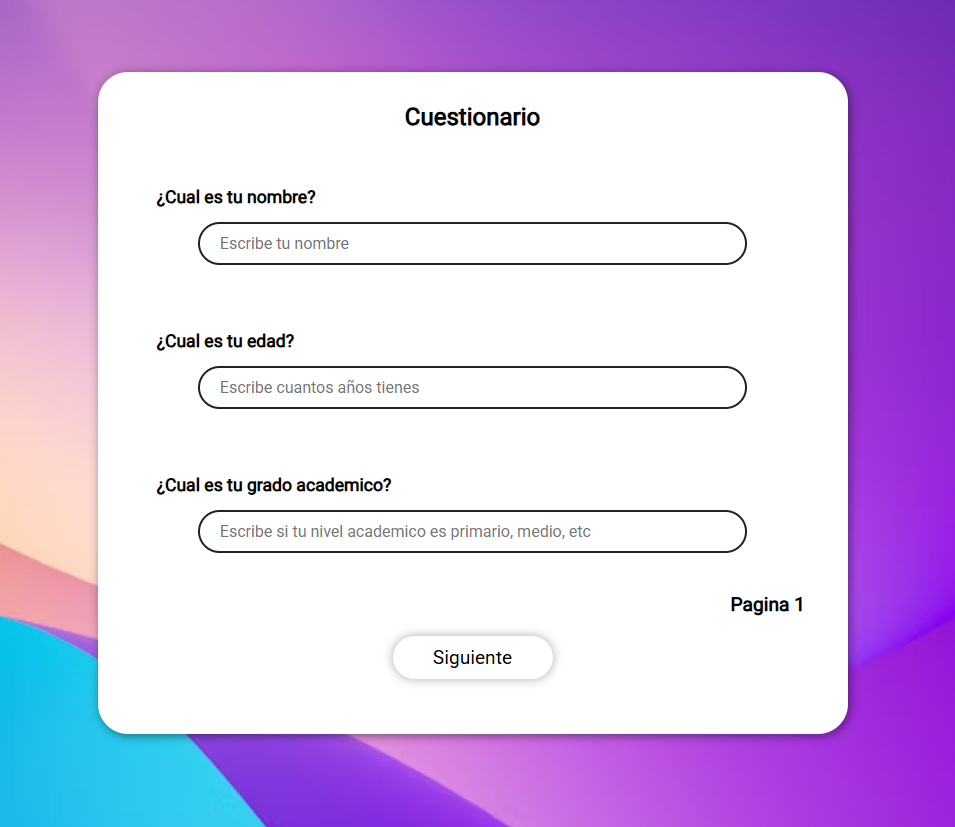 Cuestionario
¿Cual es tu nombre?
Escribe tu nombre
¿Cual es tu edad?
Escribe cuantos años tienes
¿Cual es tu grado academico?
Escribe si tu nivel academico es primario, medio, etc
Pagina 1
Siguiente